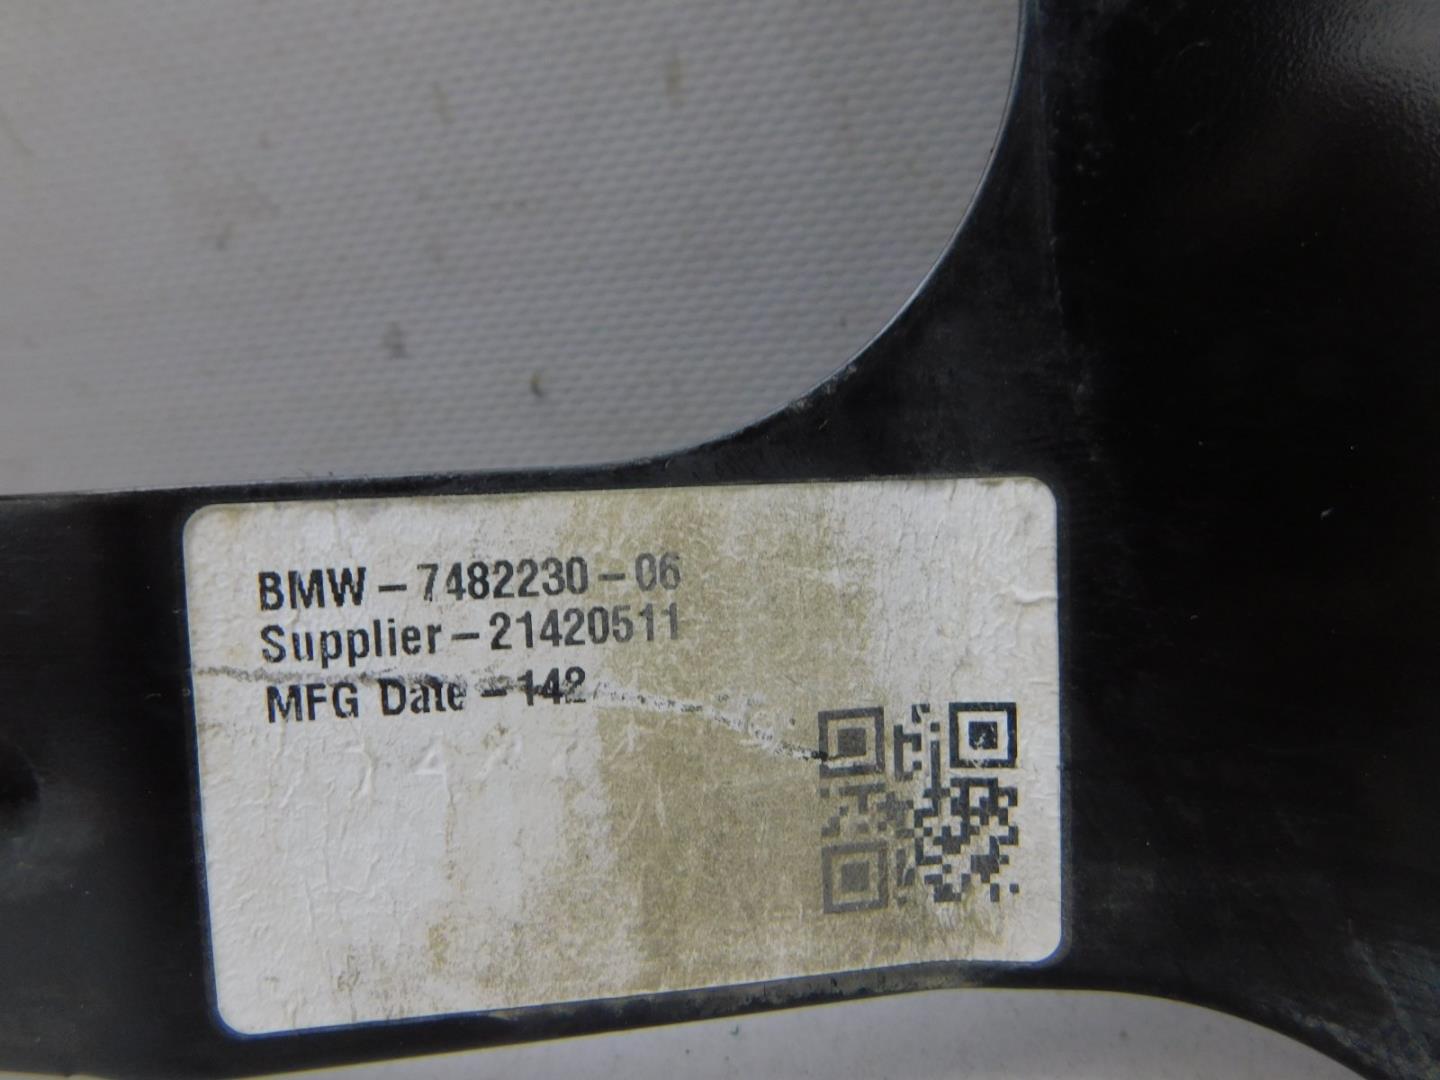 BMW-7482230-06
Supplier-21420511
MFG Date-142